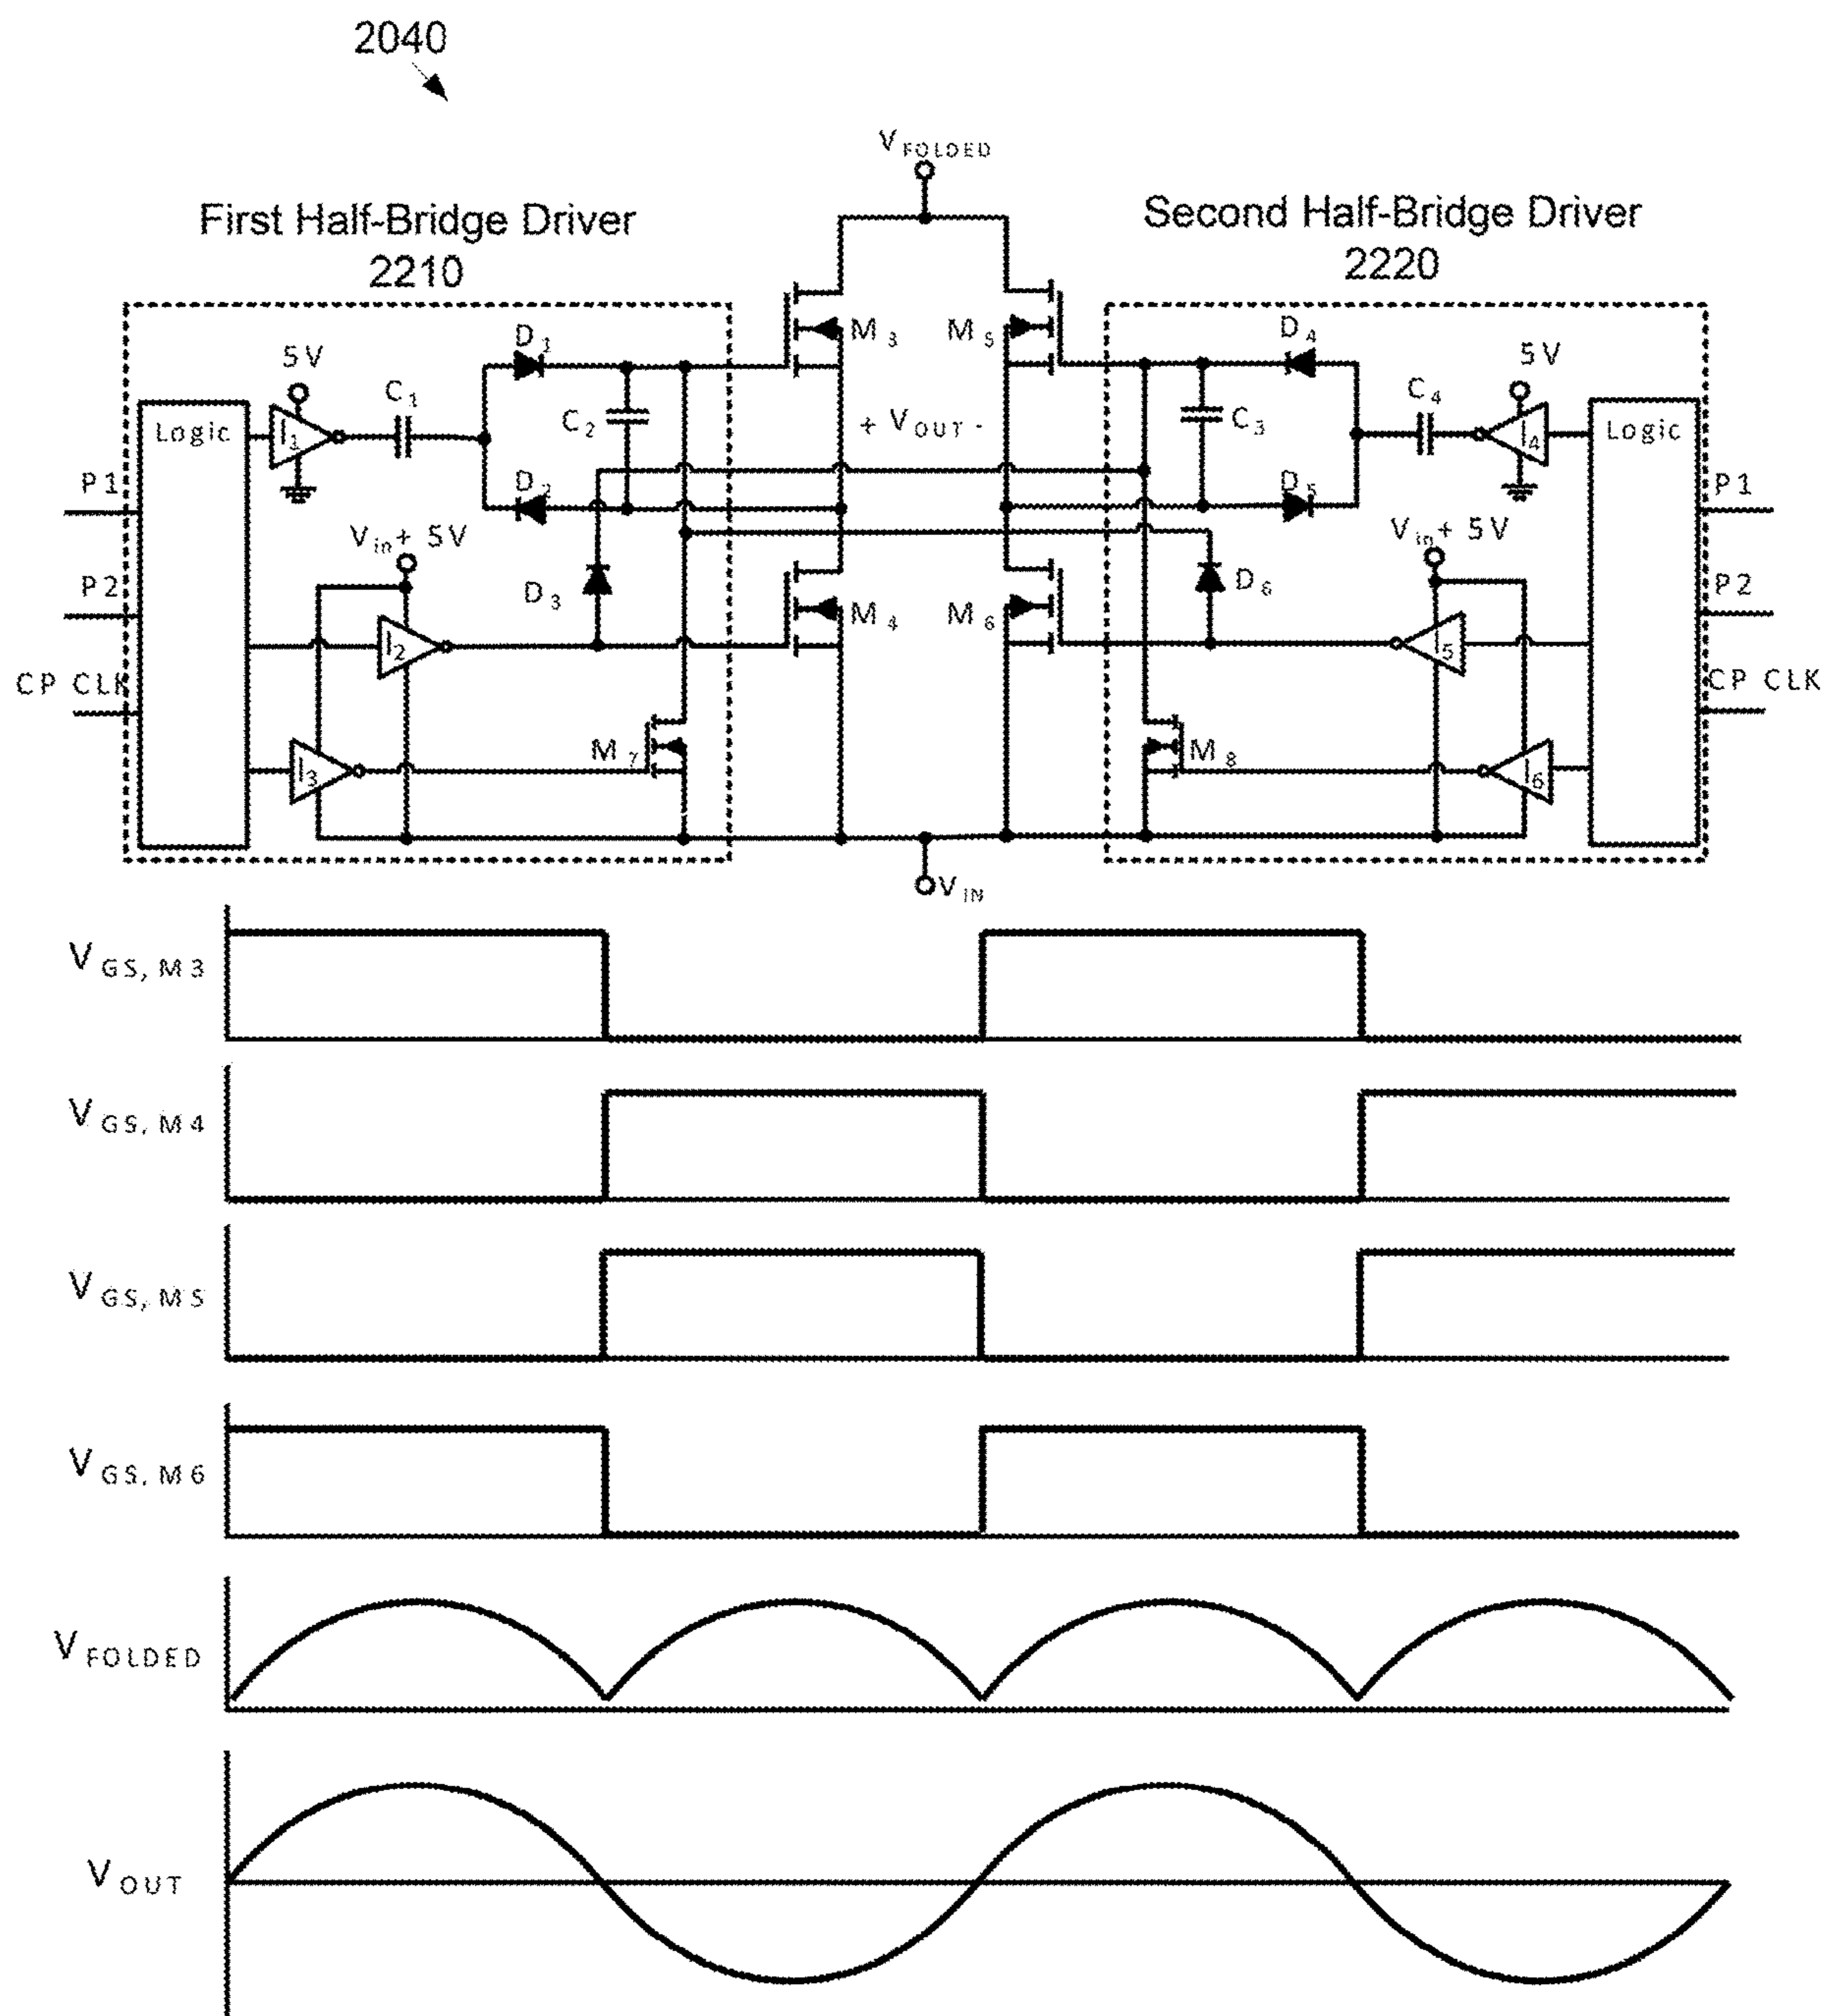 2040
V FOLDED
First Half-Bridge Driver
2210
Second Half-Bridge Driver
2220
5V
C1
D1
C2
M3
+ VOUT -
M5
C3
D4
C4
5V
Logic
I1
I4
Logic
P1
D2
D5
P1
Vin+ 5V
Vin+ 5V
P2
D3
M4
M6
D6
P2
I2
I5
CP CLK
CP CLK
I3
M7
M8
I6
VIN
VGS, M3
VGS, M4
VGS, M5
VGS, M6
VFOLDED
VOUT